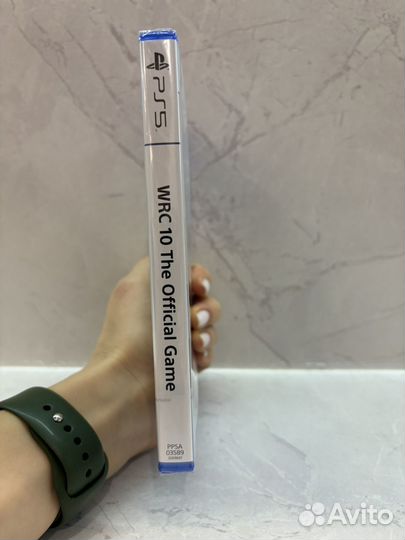 PS5
WRC 10 The Official Game
PPSA
03589
Avito